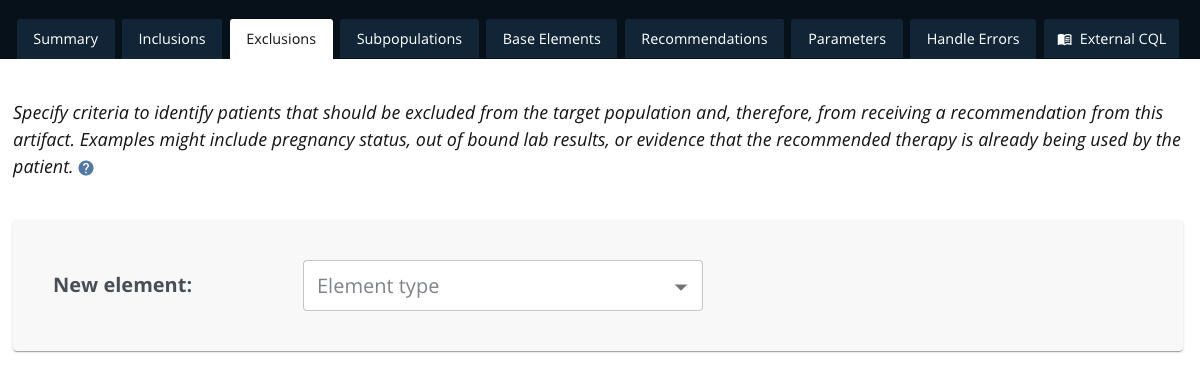 Summary Inclusions Exclusions Subpopulations Base Elements Recommendations Parameters Handle Errors External CQL
Specify criteria to identify patients that should be excluded from the target population and, therefore, from receiving a recommendation from this
artifact. Examples might include pregnancy status, out of bound lab results, or evidence that the recommended therapy is already being used by the
patient. ?
New element: Element type